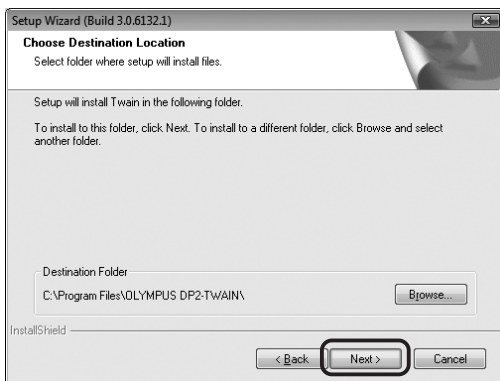 Setup Wizard (Build 3.0.6132.1)
Choose Destination Location
Select folder where setup will install files.
Setup will install Twain in the following folder.
To install to this folder, click Next. To install to a different folder, click Browse and select
another folder.
Destination Folder
C:\Program Files\OLYMPUS DP2-TWAIN\
Browse...
InstallShield
< Back
Next >
Cancel